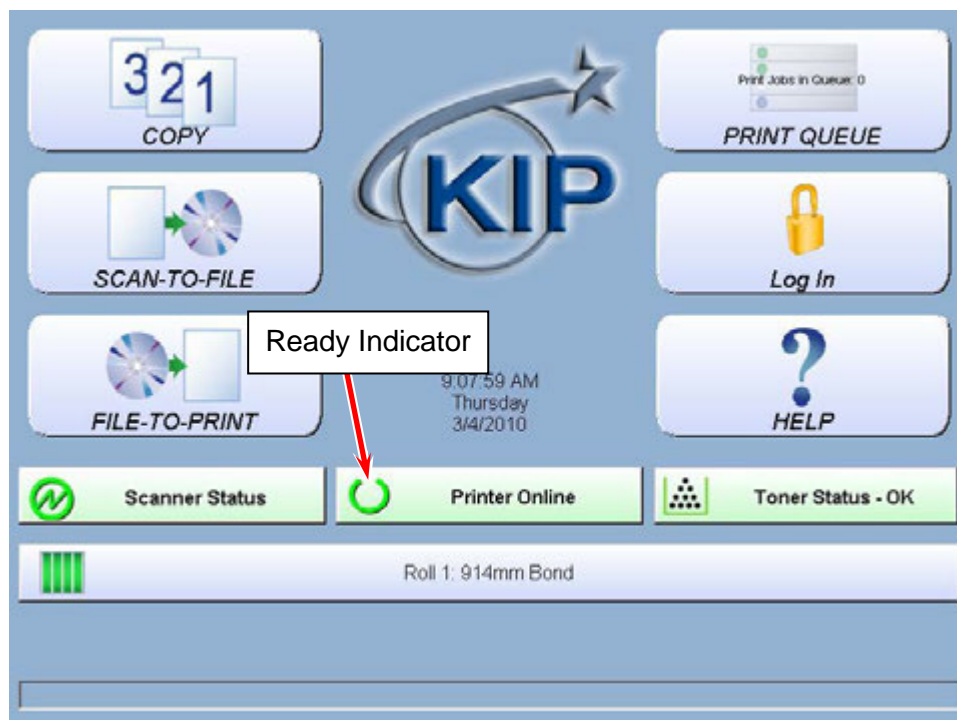 321
COPY
KIP
Print Jobs in Queue: 0
PRINT QUEUE
SCAN-TO-FILE
Log In
Ready Indicator
FILE-TO-PRINT
9:07:59 AM
Thursday
3/4/2010
?
HELP
Scanner Status
Printer Online
Toner Status - OK
Roll 1: 914mm Bond